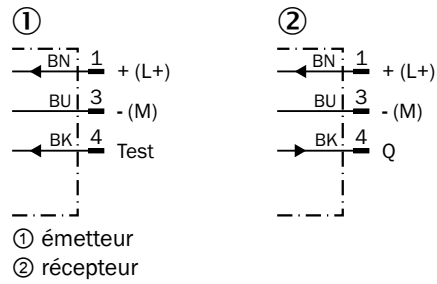 ① ②
BN 1 + (L+) BN 1 + (L+)
BU 3 - (M) BU 3 - (M)
BK 4 Test BK 4 Q
① émetteur
② récepteur